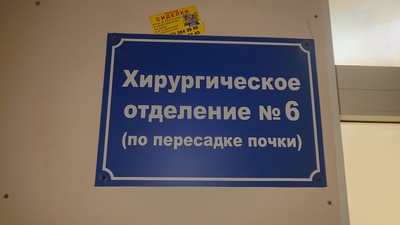 СИДЕЛКИ
Хирургическое
отделение № 6
(по пересадке почки)